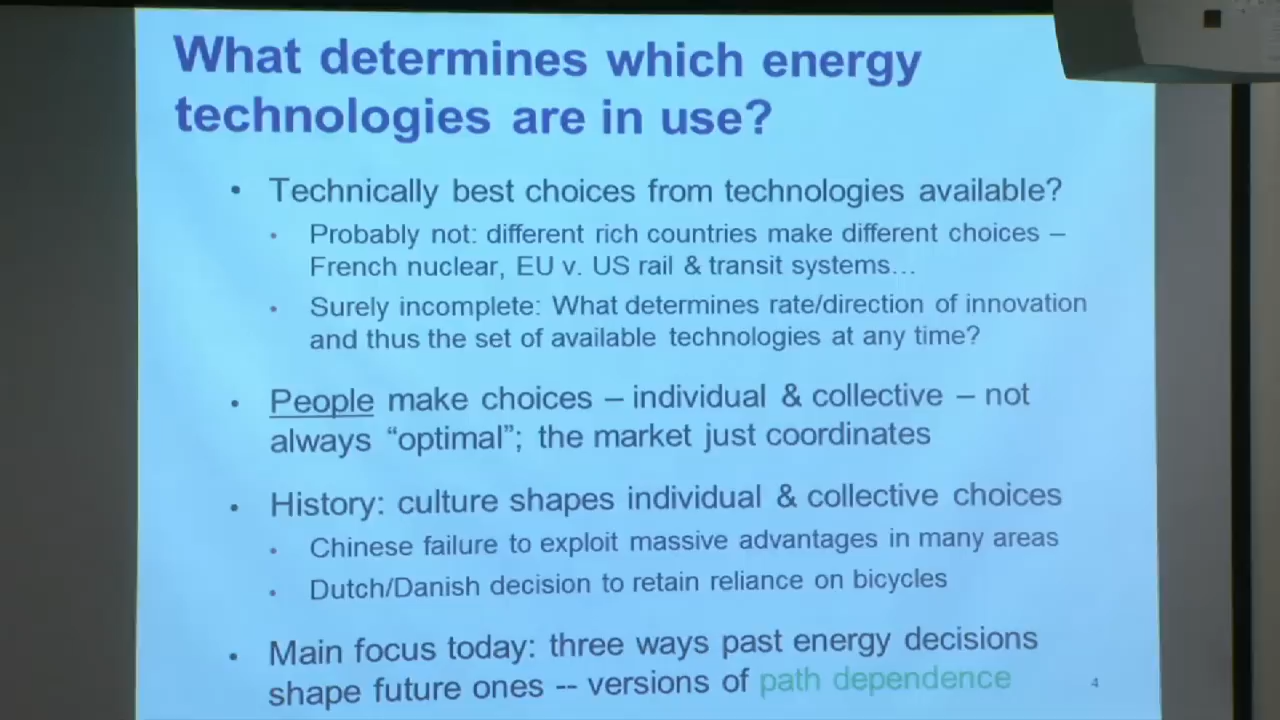 What determines which energy
technologies are in use?
• Technically best choices from technologies available?
• Probably not: different rich countries make different choices –
French nuclear, EU v. US rail & transit systems…
• Surely incomplete: What determines rate/direction of innovation
and thus the set of available technologies at any time?
• People make choices – individual & collective – not
always “optimal”; the market just coordinates
• History: culture shapes individual & collective choices
• Chinese failure to exploit massive advantages in many areas
• Dutch/Danish decision to retain reliance on bicycles
• Main focus today: three ways past energy decisions
shape future ones -- versions of path dependence
4